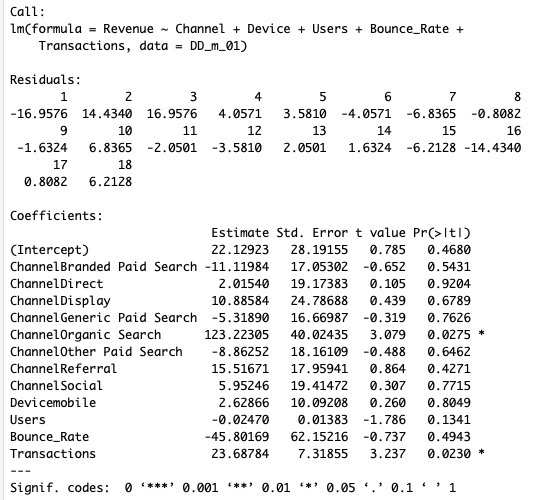 Call:
lm(formula = Revenue ~ Channel + Device + Users + Bounce_Rate +
    Transactions, data = DD_m_01)
Residuals:
       1        2        3        4        5        6        7        8
-16.9576  14.4340  16.9576   4.0571   3.5810  -4.0571  -6.8365  -0.8082
       9       10       11       12       13       14       15       16
 -1.6324   6.8365  -2.0501  -3.5810   2.0501   1.6324  -6.2128 -14.4340
      17       18
  0.8082   6.2128
Coefficients:
                            Estimate Std. Error t value Pr(>|t|)
(Intercept)                 22.12923   28.19155   0.785   0.4680
ChannelBranded Paid Search -11.11984   17.05302  -0.652   0.5431
ChannelDirect                2.01540   19.17383   0.105   0.9204
ChannelDisplay              10.88584   24.78688   0.439   0.6789
ChannelGeneric Paid Search  -5.31890   16.66987  -0.319   0.7626
ChannelOrganic Search      123.22305   40.02435   3.079   0.0275 *
ChannelOther Paid Search    -8.86252   18.16109  -0.488   0.6462
ChannelReferral             15.51671   17.95941   0.864   0.4271
ChannelSocial                5.95246   19.41472   0.307   0.7715
Devicemobile                 2.62866   10.09208   0.260   0.8049
Users                       -0.02470    0.01383  -1.786   0.1341
Bounce_Rate                -45.80169   62.15216  -0.737   0.4943
Transactions                23.68784    7.31855   3.237   0.0230 *
---
Signif. codes:  0 ‘***’ 0.001 ‘**’ 0.01 ‘*’ 0.05 ‘.’ 0.1 ‘ ’ 1